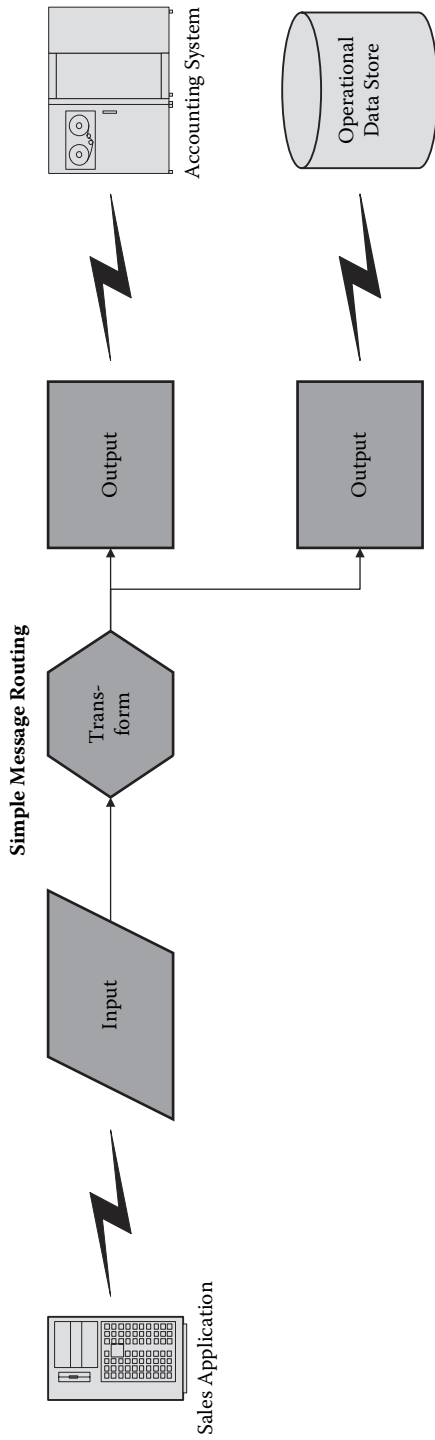 Simple Message Routing
Sales Application
Input
Trans-
form
Output
Accounting System
Output
Operational
Data Store